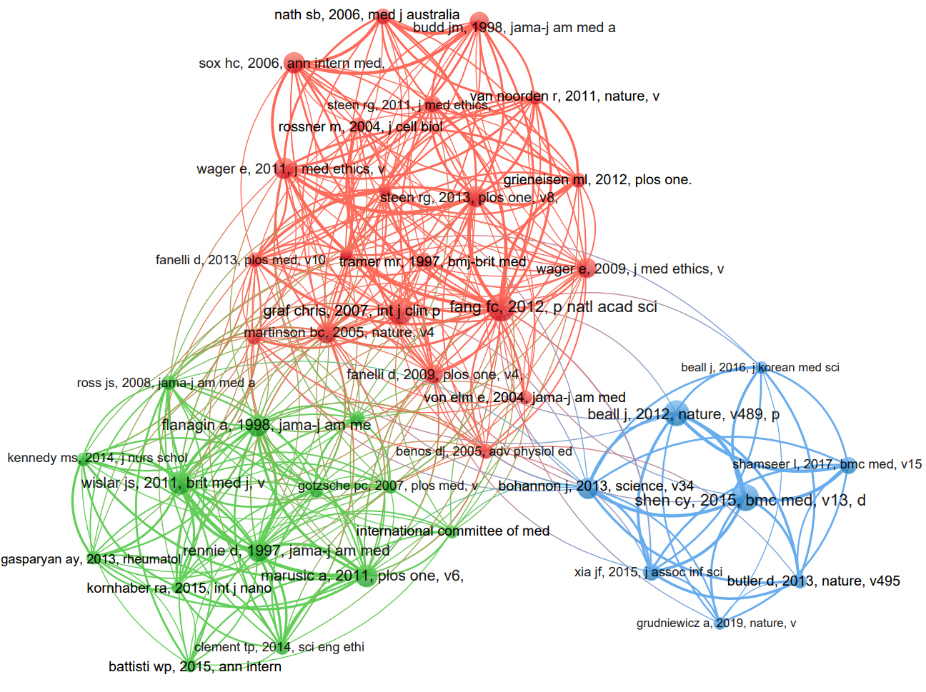 nath sb, 2006, med j australia
budd jm, 1998, jama-j am med a
sox hc, 2006, ann intern med,
van noorden r, 2011, nature, v
steen rg, 2011, j med ethics,
rossner m, 2004, j cell biol
wager e, 2011, j med ethics, v
grieneisen ml, 2012, plos one.
steen rg, 2013, plos one, v8,
fanelli d, 2013, plos med, v10
tramer mr, 1997, bmj-brit med
wager e, 2009, j med ethics, v
graf chris, 2007, int j clin p
fang fc, 2012, p natl acad sci
martinson bc, 2005, nature, v4
beall j, 2016, j korean med sci
fanelli d, 2009, plos one, v4,
ross js, 2008, jama-j am med a
von elm e, 2004, jama-j am med
beall j, 2012, nature, v489, p
flanagin a, 1998, jama-j am me
benos dj, 2005, adv physiol ed
kennedy ms, 2014, j nurs schol
shamseer l, 2017, bmc med, v15
wislar js, 2011, brit med j, v
gotzsche pc, 2007, plos med, v
bohannon j, 2013, science, v34
shen cy, 2015, bmc med, v13, d
international committee of med
rennie d, 1997, jama-j am med
gasparyan ay, 2013, rheumatol
marusic a, 2011, plos one, v6,
xia jf, 2015, j assoc inf sci
butler d, 2013, nature, v495
kornhaber ra, 2015, int j nano
grudniewicz a, 2019, nature, v
clement tp, 2014, sci eng ethi
battisti wp, 2015, ann intern